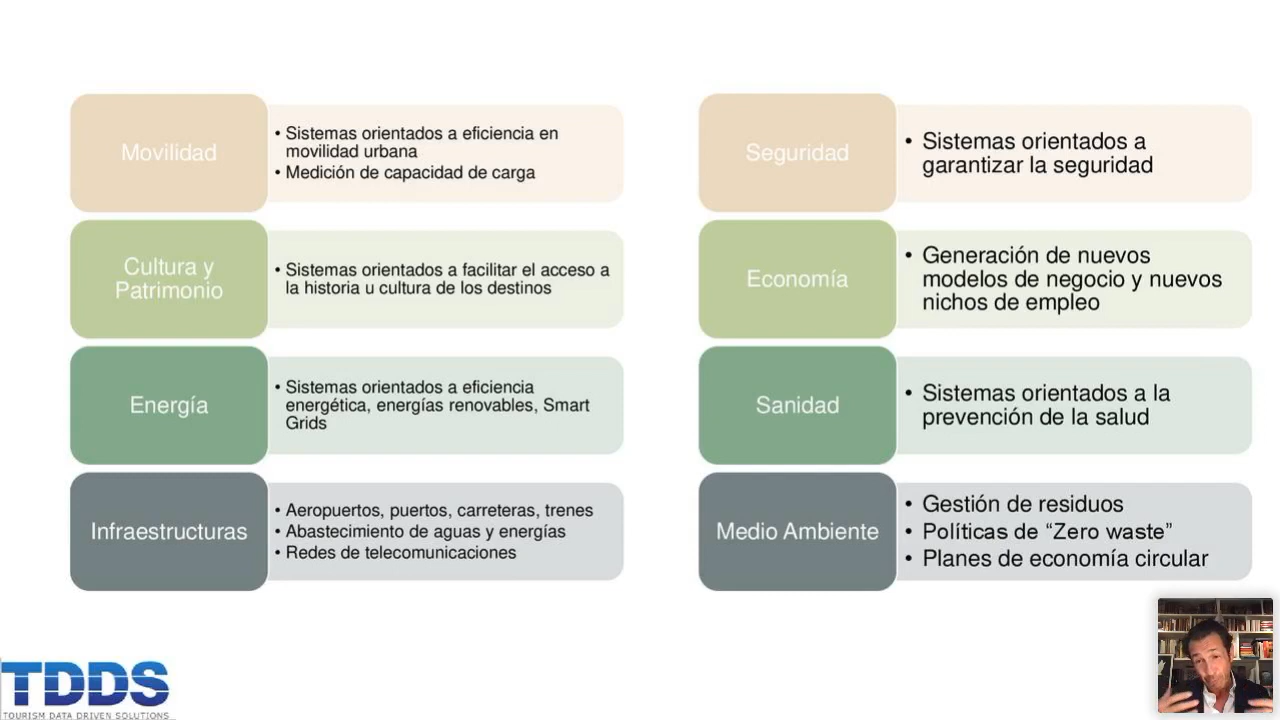 Movilidad
• Sistemas orientados a eficiencia en
movilidad urbana
• Medición de capacidad de carga
Cultura y
Patrimonio
• Sistemas orientados a facilitar el acceso a
la historia u cultura de los destinos
Energía
• Sistemas orientados a eficiencia
energética, energías renovables, Smart
Grids
Infraestructuras
• Aeropuertos, puertos, carreteras, trenes
• Abastecimiento de aguas y energías
• Redes de telecomunicaciones
Seguridad
• Sistemas orientados a
garantizar la seguridad
Economía
• Generación de nuevos
modelos de negocio y nuevos
nichos de empleo
Sanidad
• Sistemas orientados a la
prevención de la salud
Medio Ambiente
• Gestión de residuos
• Políticas de “Zero waste”
• Planes de economía circular
TDDS
TOURISM DATA DRIVEN SOLUTIONS